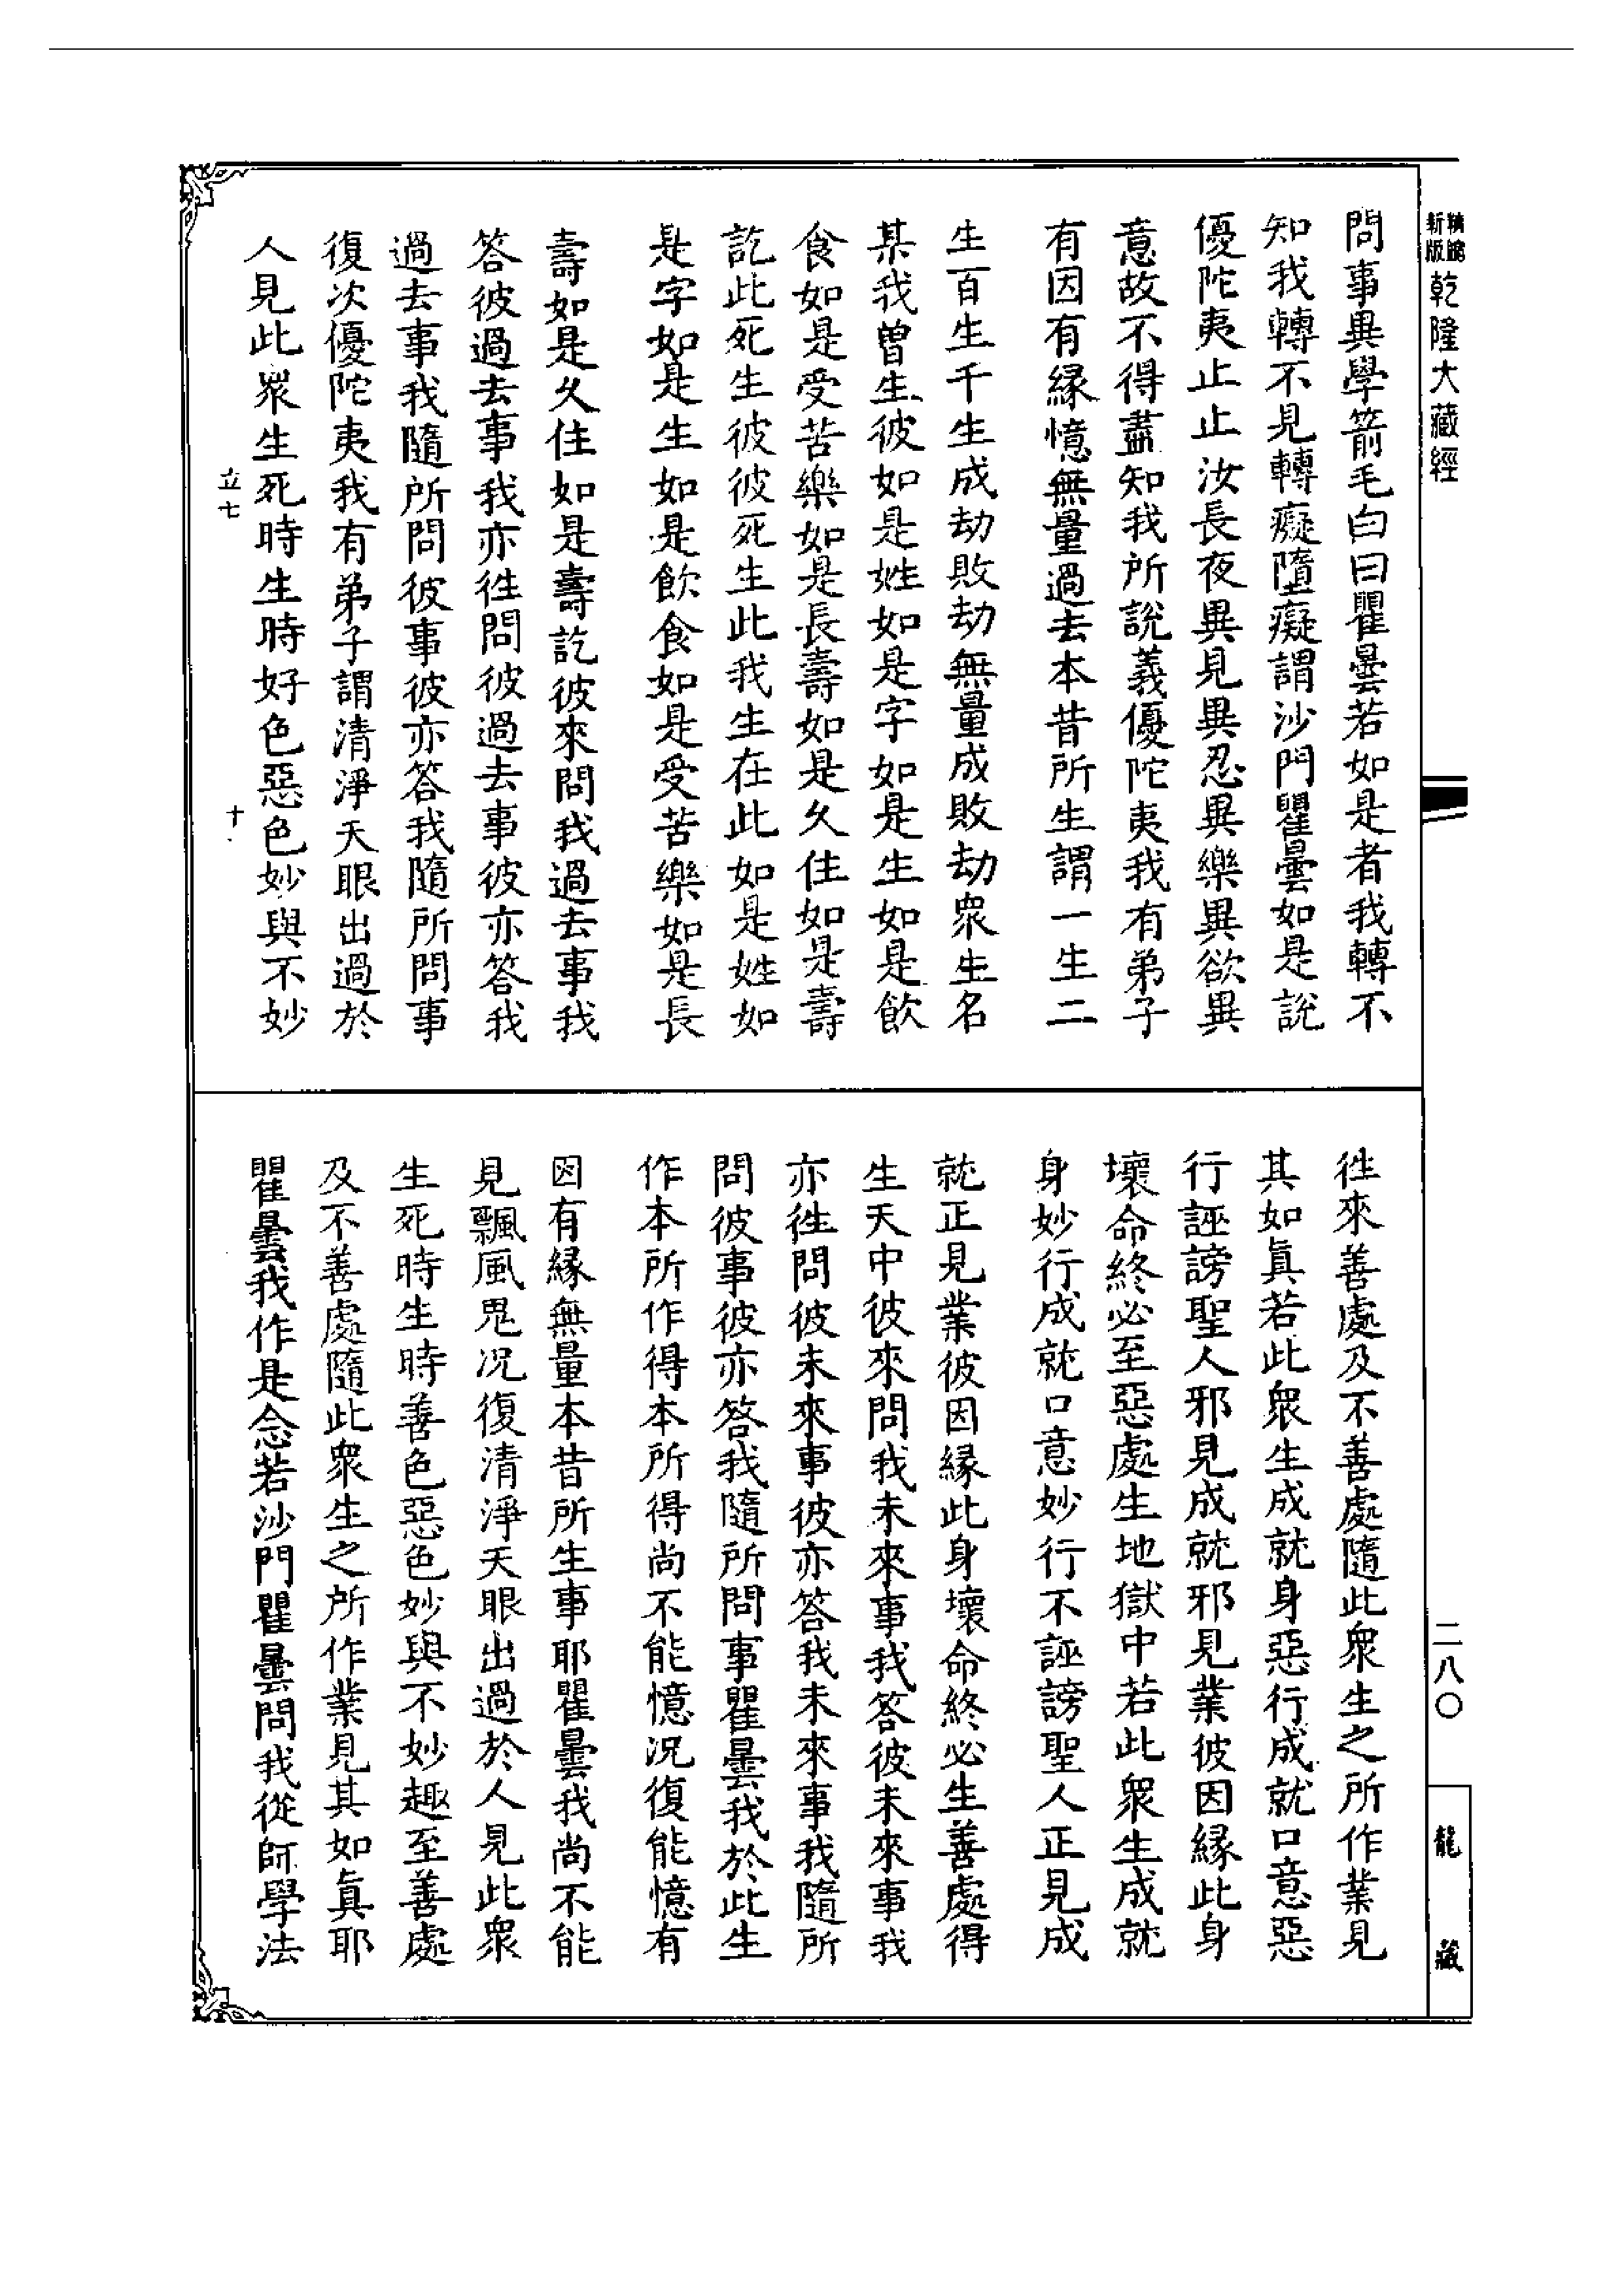 新版
精縮
乾隆大藏經
問事異學箭毛白曰瞿曇若如是者我轉不
知我轉不見轉癡墮癡謂沙門瞿曇如是說
優陀夷止止汝長夜異見異忍異樂異欲異
意故不得盡知我所說義優陀夷我有弟子
有因有緣憶無量過去本昔所生謂一生二
生百生千生成劫敗劫無量成敗劫衆生名
某我曾生彼如是姓如是字如是生如是飲
食如是受苦樂如是長壽如是久住如是壽
訖此死生彼彼死生此我生在此如是姓如
是字如是生如是飲食如是受苦樂如是長
壽如是久住如是壽訖彼來問我過去事我
答彼過去事我亦往問彼過去事彼亦答我
過去事我隨所問彼事彼亦答我隨所問事
復次優陀夷我有弟子謂清淨天眼出過於
人見此衆生死時生時好色惡色妙與不妙
立七
十
往來善處及不善處隨此衆生之所作業見
其如眞若此衆生成就身惡行成就口意惡
行誣謗聖人邪見成就邪見業彼因緣此身
壞命終必至惡處生地獄中若此衆生成就
身妙行成就口意妙行不誣謗聖人正見成
就正見業彼因緣此身壞命終必生善處得
生天中彼來問我未來事我答彼未來事我
亦往問彼未來事彼亦答我未來事我隨所
問彼事彼亦答我隨所問事瞿曇我於此生
作本所作得本所得尚不能憶況復能憶有
因有緣無量本昔所生事耶瞿曇我尚不能
見飄風鬼況復清淨天眼出過於人見此衆
生死時生時善色惡色妙與不妙趣至善處
及不善處隨此衆生之所作業見其如眞耶
瞿曇我作是念若沙門瞿曇問我從師學法
二八〇
龍藏